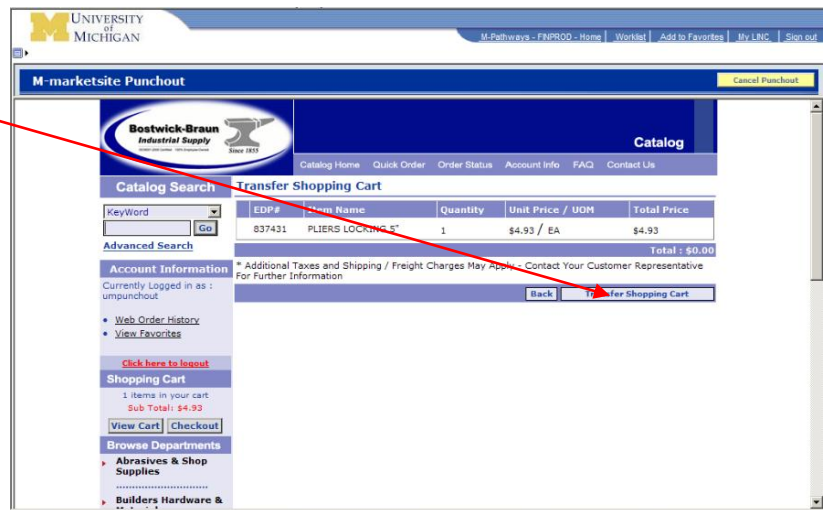 UNIVERSITY
OF
MICHIGAN
M-Pathways - FINPROD - Home | Worklist | Add to Favorites | My LINC | Sign out
M-marketsite Punchout
Cancel Punchout
Bostwick-Braun
Industrial Supply
Since 1855
Catalog
Catalog Home Quick Order Order Status Account Info FAQ Contact Us
Catalog Search
KeyWord
Go
Advanced Search
Account Information
Currently Logged in as :
umpunchout
Web Order History
View Favorites
Click here to logout
Shopping Cart
1 items in your cart
Sub Total: $4.93
View Cart Checkout
Browse Departments
Abrasives & Shop
Supplies
Builders Hardware &
Transfer Shopping Cart
EDP# Item Name Quantity Unit Price / UOM Total Price
837431 PLIERS LOCKING 5" 1 $4.93 / EA $4.93
Total : $0.00
* Additional Taxes and Shipping / Freight Charges May Apply - Contact Your Customer Representative
For Further Information
Back Transfer Shopping Cart